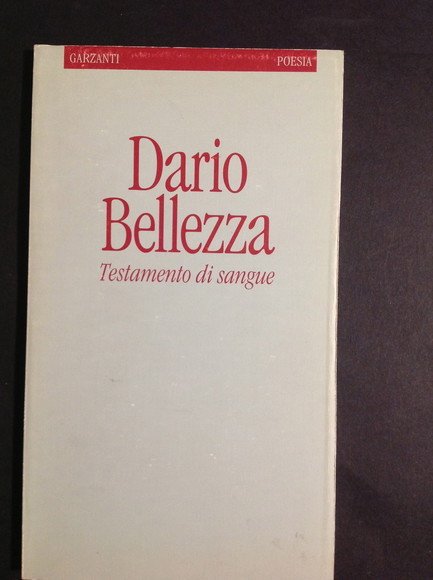 GARZANTI POESIA
Dario
Bellezza
Testamento di sangue